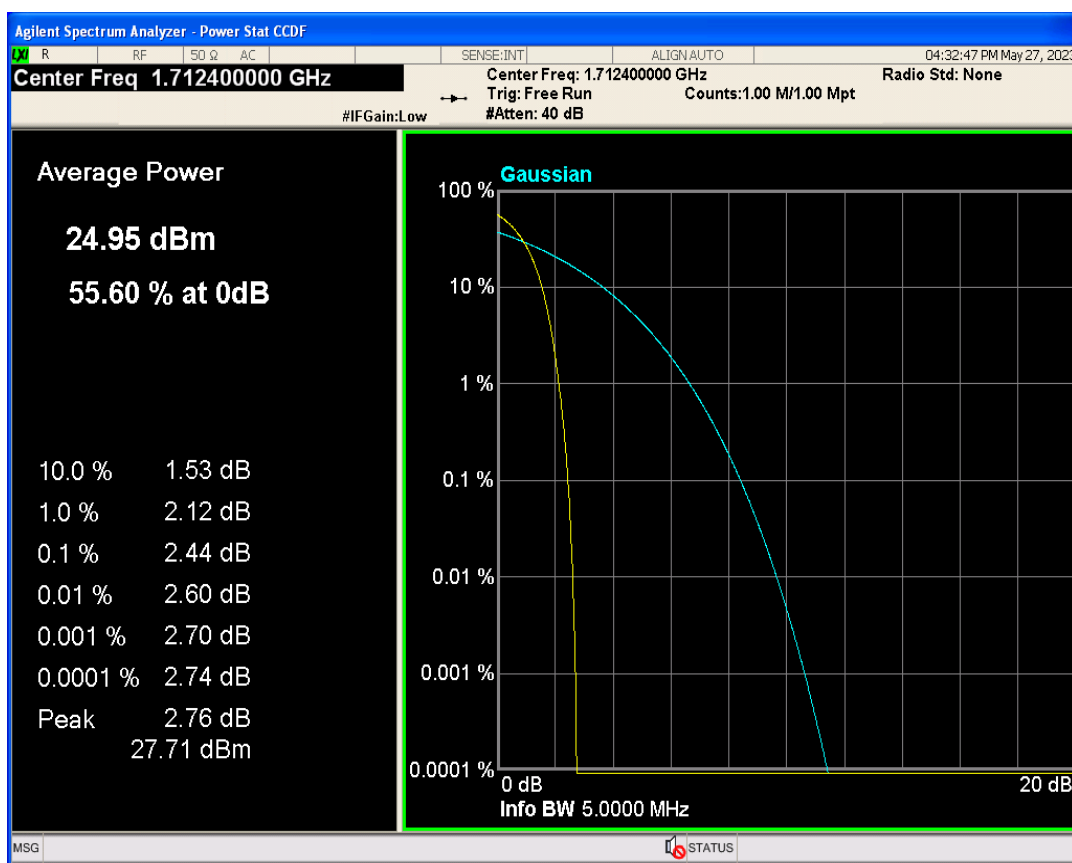 Agilent Spectrum Analyzer - Power Stat CCDF
LXI R RF 50 Ω AC SENSE:INT ALIGN AUTO 04:32:47 PM May 27, 2023
Center Freq 1.712400000 GHz
Center Freq: 1.712400000 GHz Radio Std: None
Trig: Free Run Counts:1.00 M/1.00 Mpt
#IFGain:Low #Atten: 40 dB
Average Power
24.95 dBm
55.60 % at 0dB
10.0 % 1.53 dB
1.0 % 2.12 dB
0.1 % 2.44 dB
0.01 % 2.60 dB
0.001 % 2.70 dB
0.0001 % 2.74 dB
Peak 2.76 dB
27.71 dBm
Gaussian
100 %
10 %
1 %
0.1 %
0.01 %
0.001 %
0.0001 %
0 dB 20 dB
Info BW 5.0000 MHz
MSG STATUS